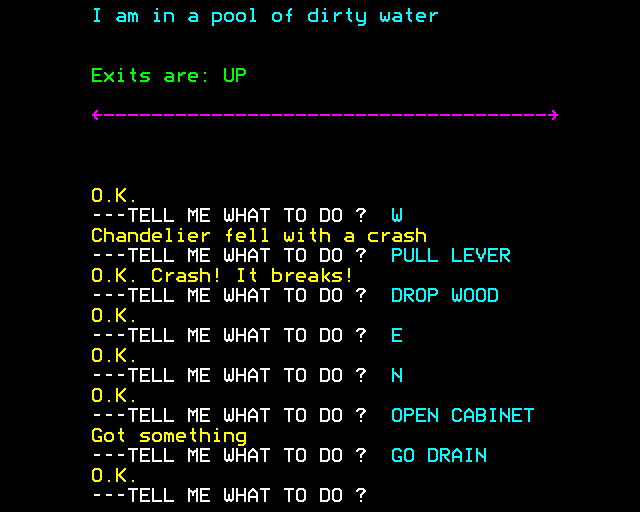 I am in a pool of dirty water
Exits are: UP
←-------------------------------------→
O.K.
---TELL ME WHAT TO DO ?  W
Chandelier fell with a crash
---TELL ME WHAT TO DO ?  PULL LEVER
O.K. Crash! It breaks!
---TELL ME WHAT TO DO ?  DROP WOOD
O.K.
---TELL ME WHAT TO DO ?  E
O.K.
---TELL ME WHAT TO DO ?  N
O.K.
---TELL ME WHAT TO DO ?  OPEN CABINET
Got something
---TELL ME WHAT TO DO ?  GO DRAIN
O.K.
---TELL ME WHAT TO DO ?